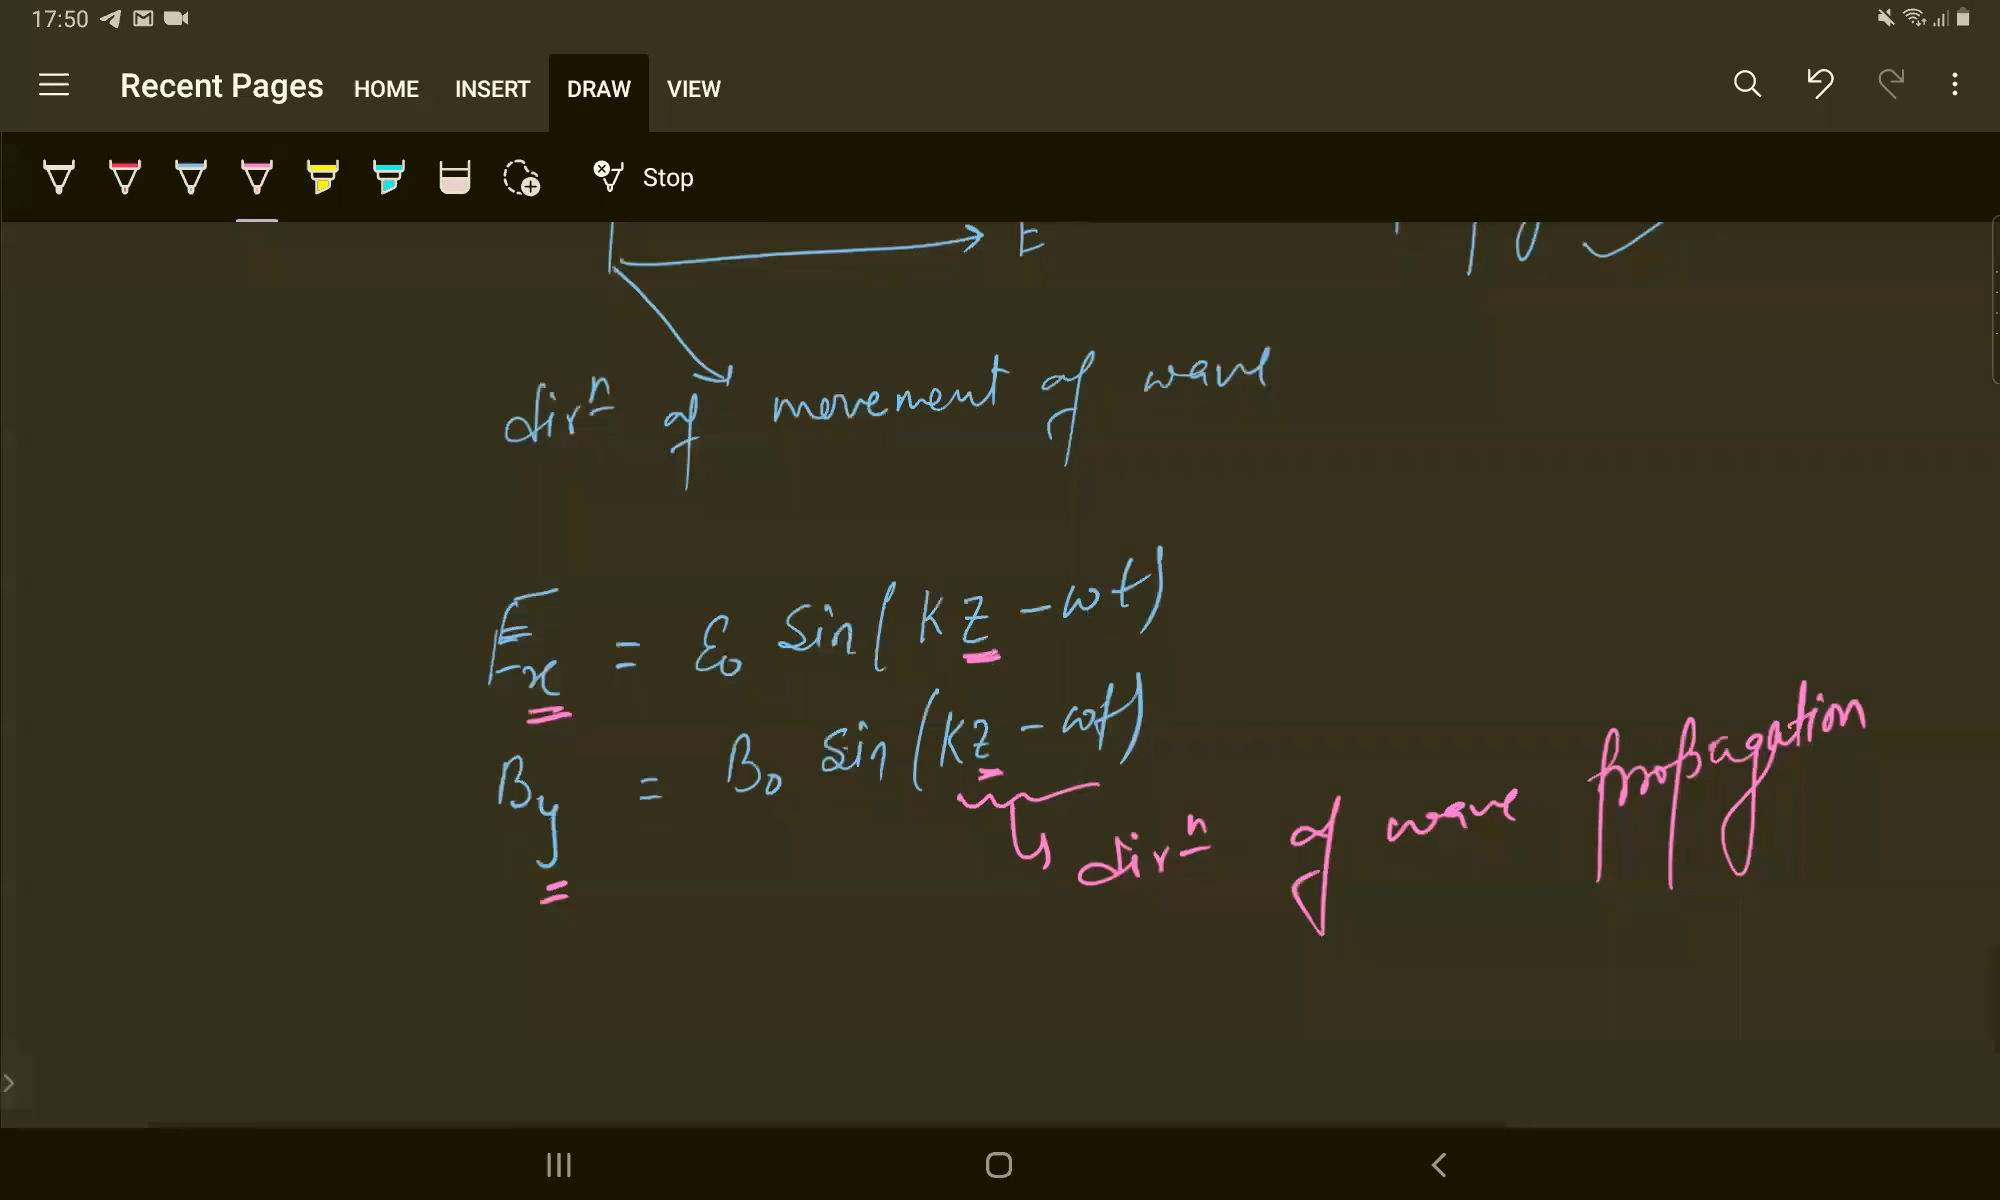 17:50
Recent Pages HOME INSERT DRAW VIEW
Stop
E
dirn of movement of wave
Ex = E0 Sin(KZ - ωt)
By = B0 sin(KZ - ωt)
dirn of wave propagation